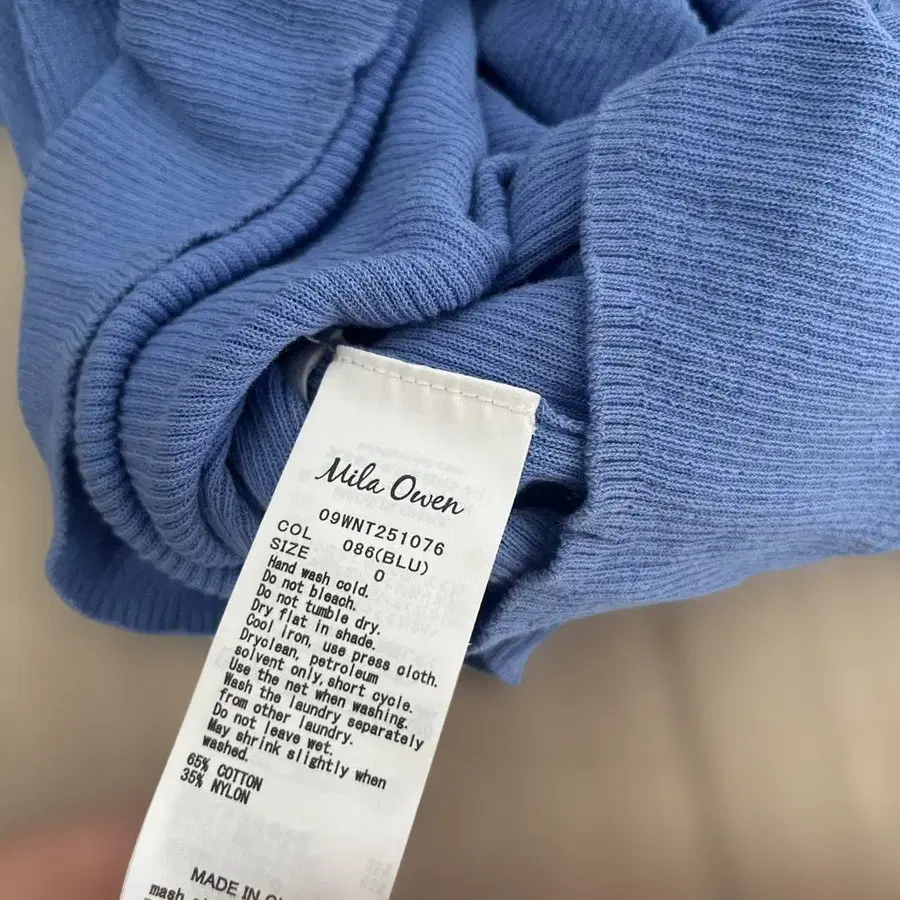 Mila Owen
09WNT251076
COL 086(BLU)
SIZE 0
Hand wash cold.
Do not bleach.
Do not tumble dry.
Dry flat in shade.
Cool iron, use press cloth.
Dryclean, petroleum
solvent only, short cycle.
Use the net when washing.
Wash the laundry separately
from other laundry.
Do not leave wet.
May shrink slightly when
washed.
65% COTTON
35% NYLON
MADE IN
mash